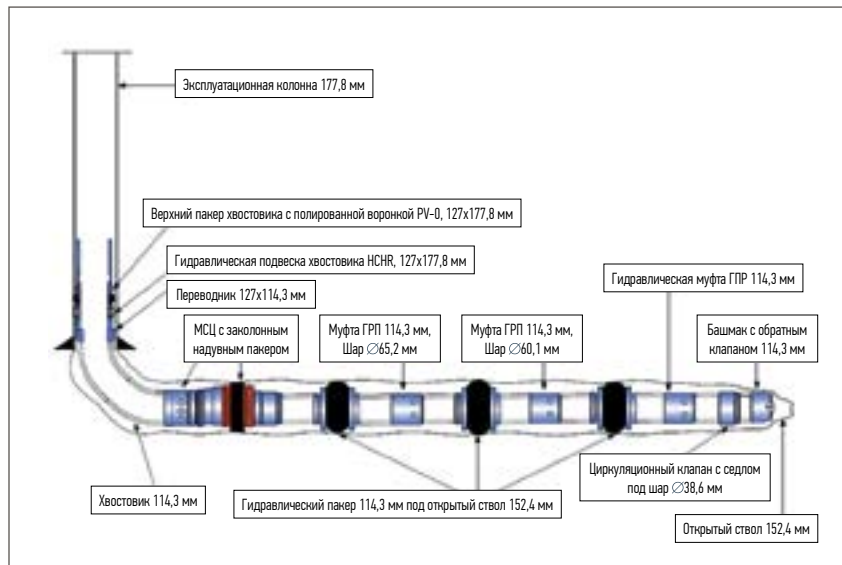 Эксплуатационная колонна 177,8 мм
Верхний пакер хвостовика с полированной воронкой PV-0, 127x177,8 мм
Гидравлическая подвеска хвостовика HCHR, 127x177,8 мм
Переводник 127x114,3 мм
Гидравлическая муфта ГПР 114,3 мм
МСЦ с заколонным
надувным пакером
Муфта ГРП 114,3 мм,
Шар ∅65,2 мм
Муфта ГРП 114,3 мм,
Шар ∅60,1 мм
Башмак с обратным
клапаном 114,3 мм
Хвостовик 114,3 мм
Гидравлический пакер 114,3 мм под открытый ствол 152,4 мм
Циркуляционный клапан с седлом
под шар ∅38,6 мм
Открытый ствол 152,4 мм